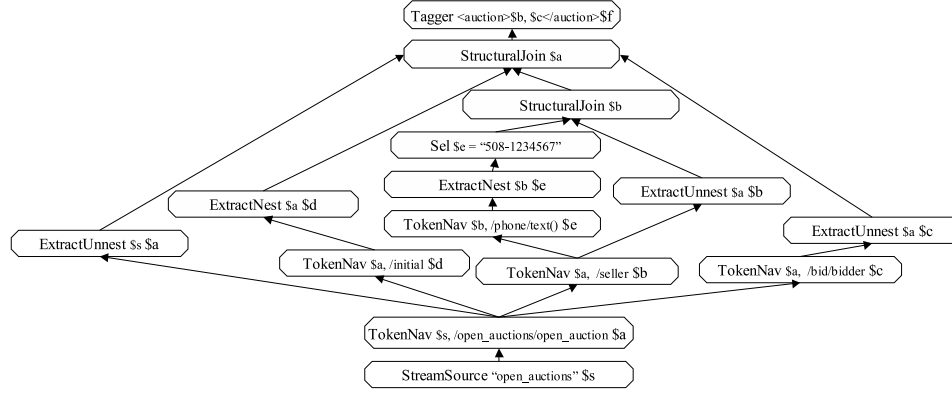 Tagger <auction>$b, $c</auction>$f
StructuralJoin $a
StructuralJoin $b
Sel $e = “508-1234567”
ExtractNest $b $e
ExtractUnnest $a $b
ExtractNest $a $d
TokenNav $b, /phone/text() $e
ExtractUnnest $a $c
ExtractUnnest $s $a
TokenNav $a, /initial $d
TokenNav $a, /seller $b
TokenNav $a, /bid/bidder $c
TokenNav $s, /open_auctions/open_auction $a
StreamSource “open_auctions” $s